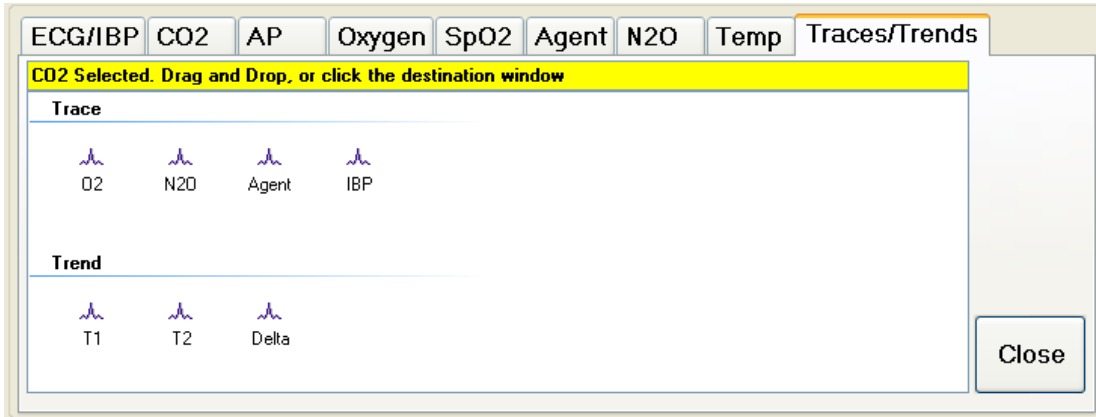 ECG/IBP CO2 AP Oxygen SpO2 Agent N2O Temp Traces/Trends
CO2 Selected. Drag and Drop, or click the destination window
Trace
O2 N2O Agent IBP
Trend
T1 T2 Delta
Close